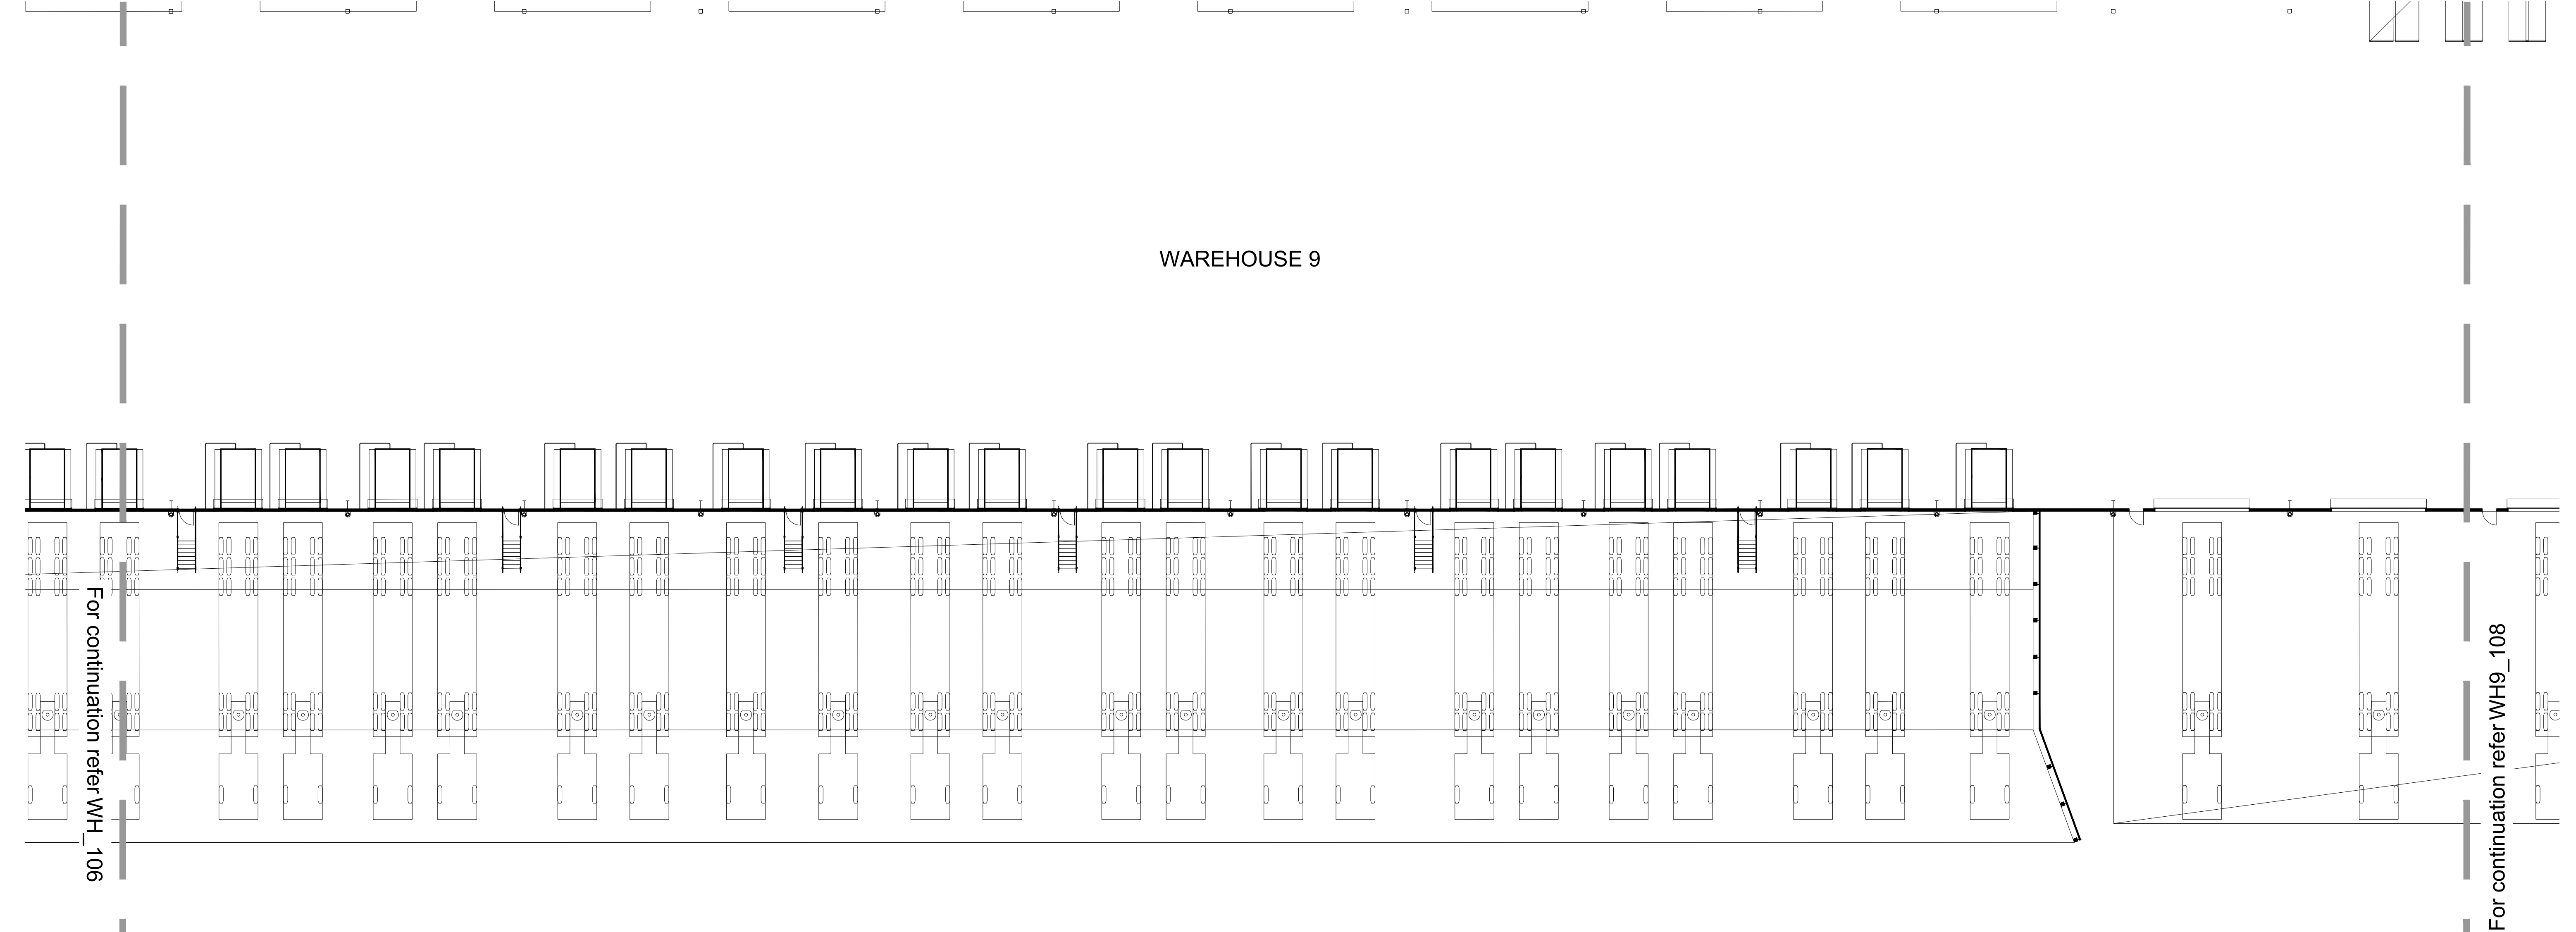 WAREHOUSE 9
For continuation refer WH_106
For continuation refer WH9_108